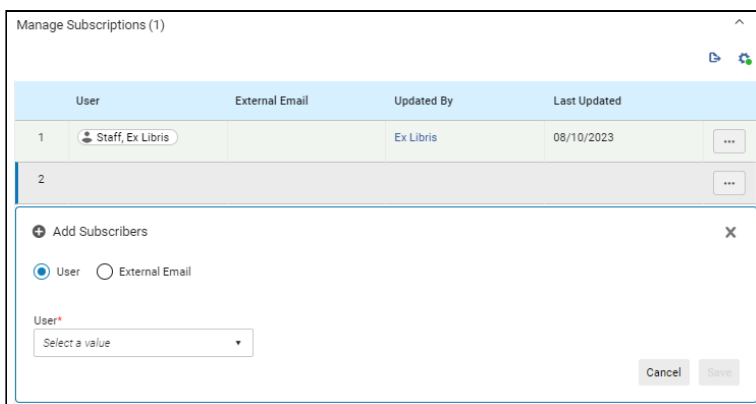 Manage Subscriptions (1)
User External Email Updated By Last Updated
1 Staff, Ex Libris Ex Libris 08/10/2023 ...
2 ...
Add Subscribers
User External Email
User*
Select a value
Cancel Save